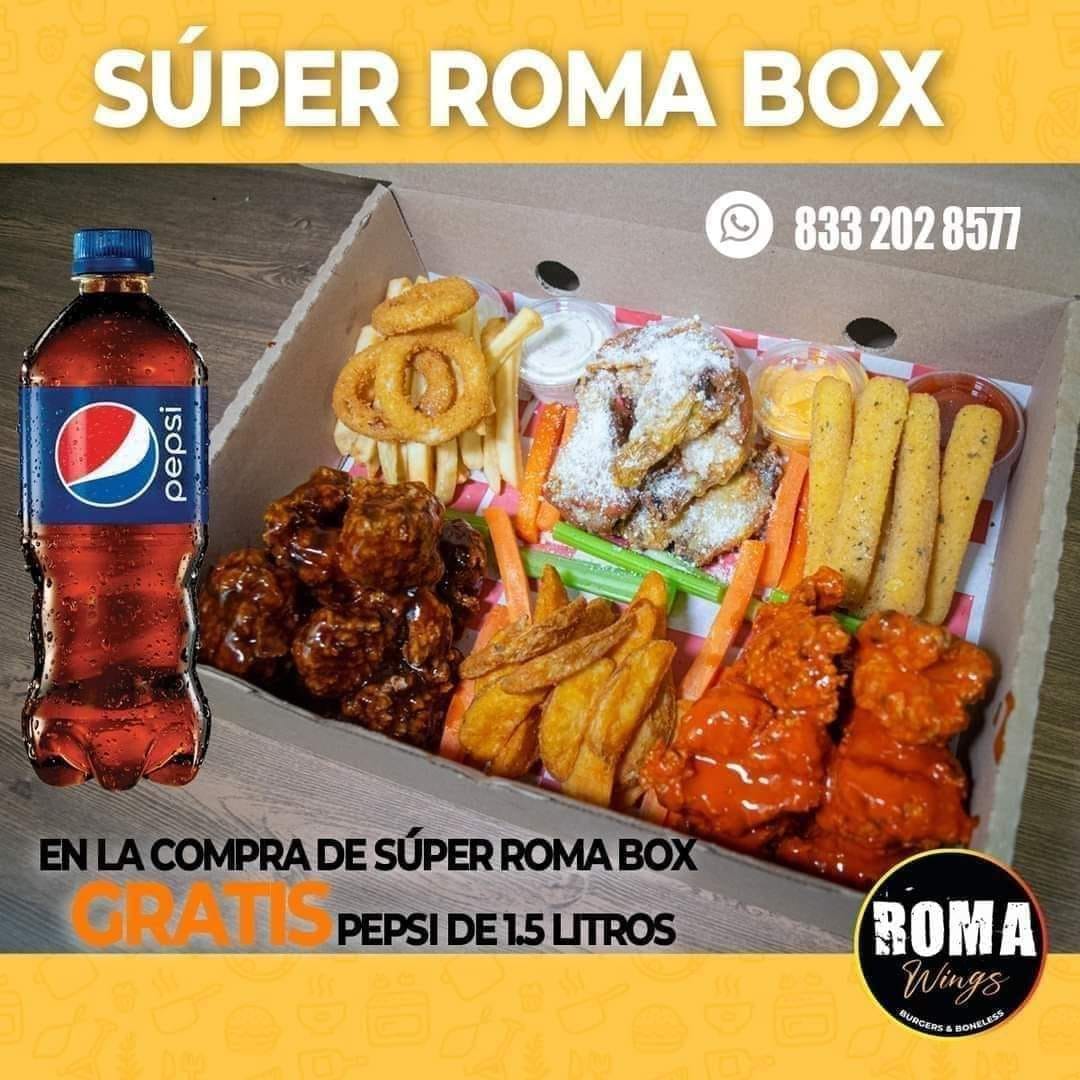 SÚPER ROMA BOX
833 202 8577
pepsi
EN LA COMPRA DE SÚPER ROMA BOX
GRATIS PEPSI DE 1.5 LITROS
ROMA
Wings
BURGERS & BONELESS